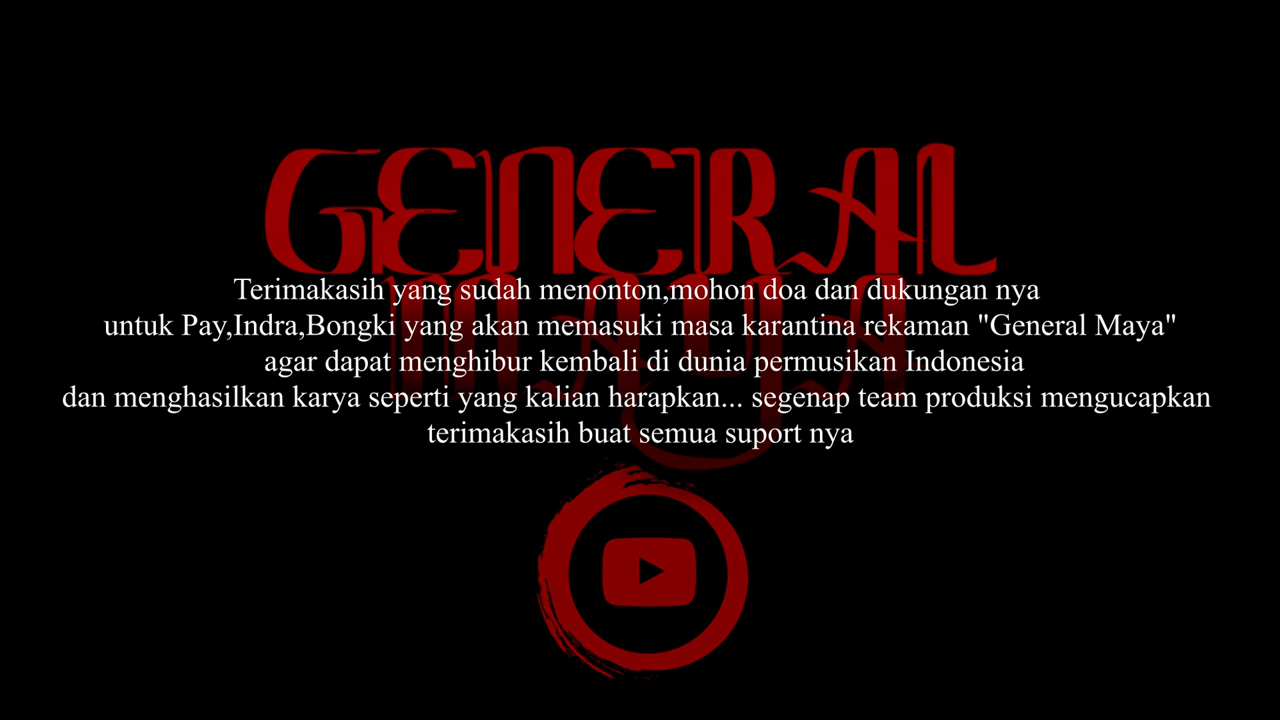 GENERAL
MAYA
Terimakasih yang sudah menonton,mohon doa dan dukungan nya
untuk Pay,Indra,Bongki yang akan memasuki masa karantina rekaman "General Maya"
agar dapat menghibur kembali di dunia permusikan Indonesia
dan menghasilkan karya seperti yang kalian harapkan... segenap team produksi mengucapkan
terimakasih buat semua suport nya